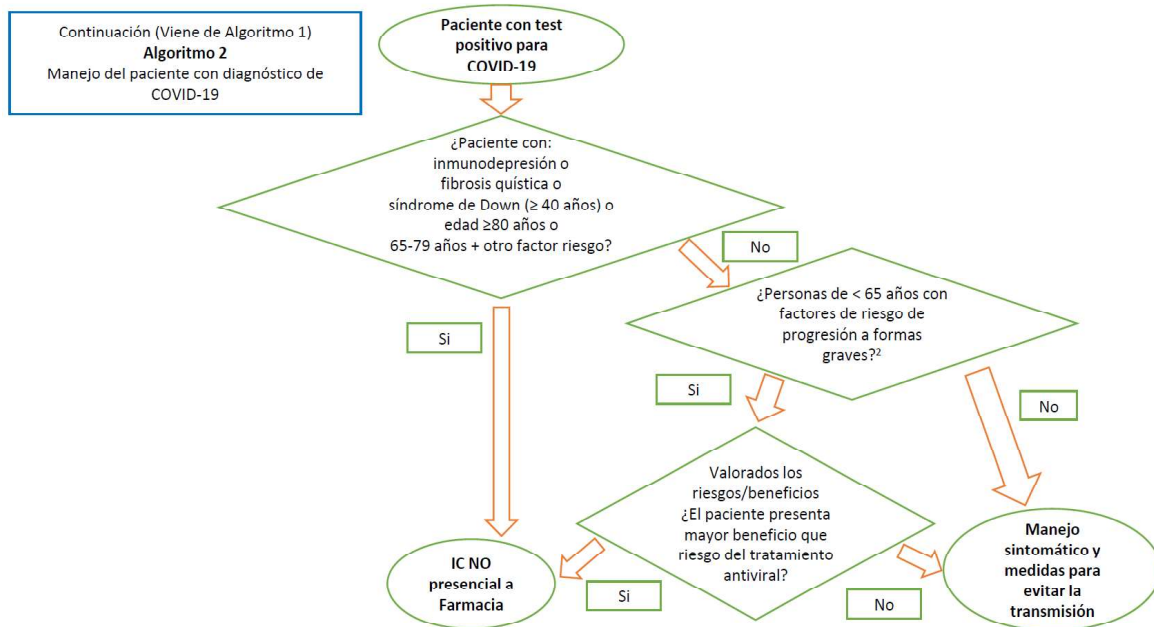 Continuación (Viene de Algoritmo 1)
Algoritmo 2
Manejo del paciente con diagnóstico de
COVID-19
Paciente con test
positivo para
COVID-19
¿Paciente con:
inmunodepresión o
fibrosis quística o
síndrome de Down (≥ 40 años) o
edad ≥80 años o
65-79 años + otro factor riesgo?
No
¿Personas de < 65 años con
factores de riesgo de
progresión a formas
graves?²
Si
Si
No
Valorados los
riesgos/beneficios
¿El paciente presenta
mayor beneficio que
riesgo del tratamiento
antiviral?
IC NO
presencial a
Farmacia
Si
No
Manejo
sintomático y
medidas para
evitar la
transmisión